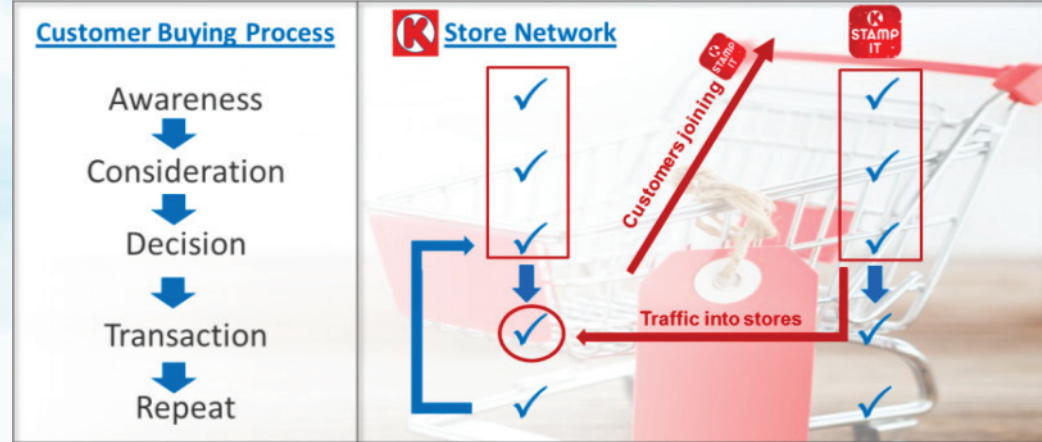 Customer Buying Process
Awareness
Consideration
Decision
Transaction
Repeat
K Store Network
K
STAMP
IT
Customers joining
K
STAMP
IT
Traffic into stores